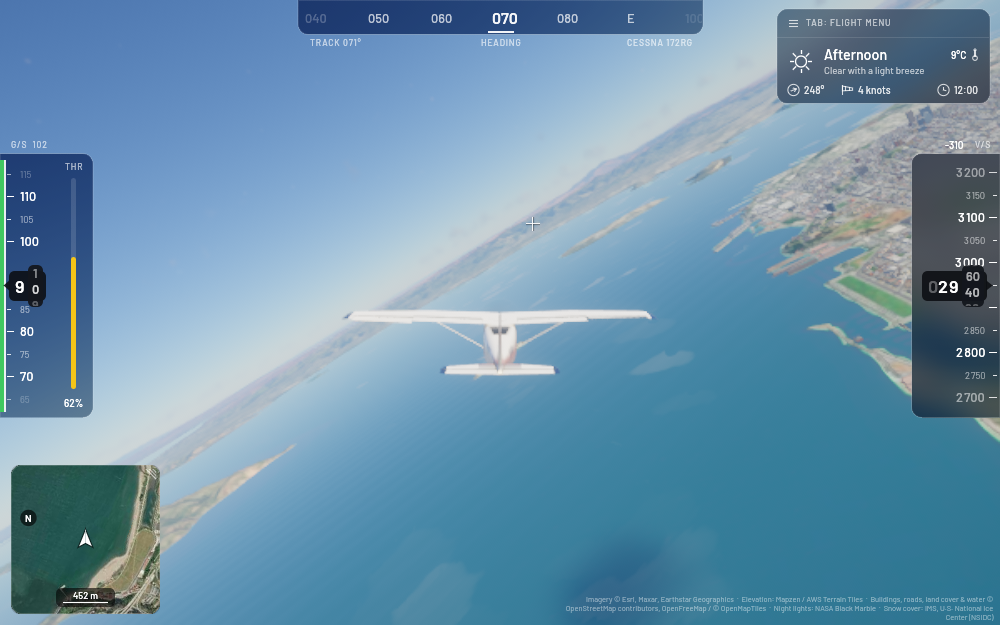 040 050 060 070 080 E 100
TRACK 071° HEADING CESSNA 172RG
TAB: FLIGHT MENU
Afternoon
9°C
Clear with a light breeze
248° 4 knots 12:00
G/S 102
THR
115
110
105
100
9 1 0
85
80
75
70
65
62%
-310 V/S
3200
3150
3100
3050
3000
029 60 40
2850
2800
2750
2700
N
452 m
Imagery © Esri, Maxar, Earthstar Geographics · Elevation: Mapzen / AWS Terrain Tiles · Buildings, roads, land cover & water ©
OpenStreetMap contributors, OpenFreeMap / © OpenMapTiles · Night lights: NASA Black Marble · Snow cover: IMS, U.S. National Ice
Center (NSIDC)